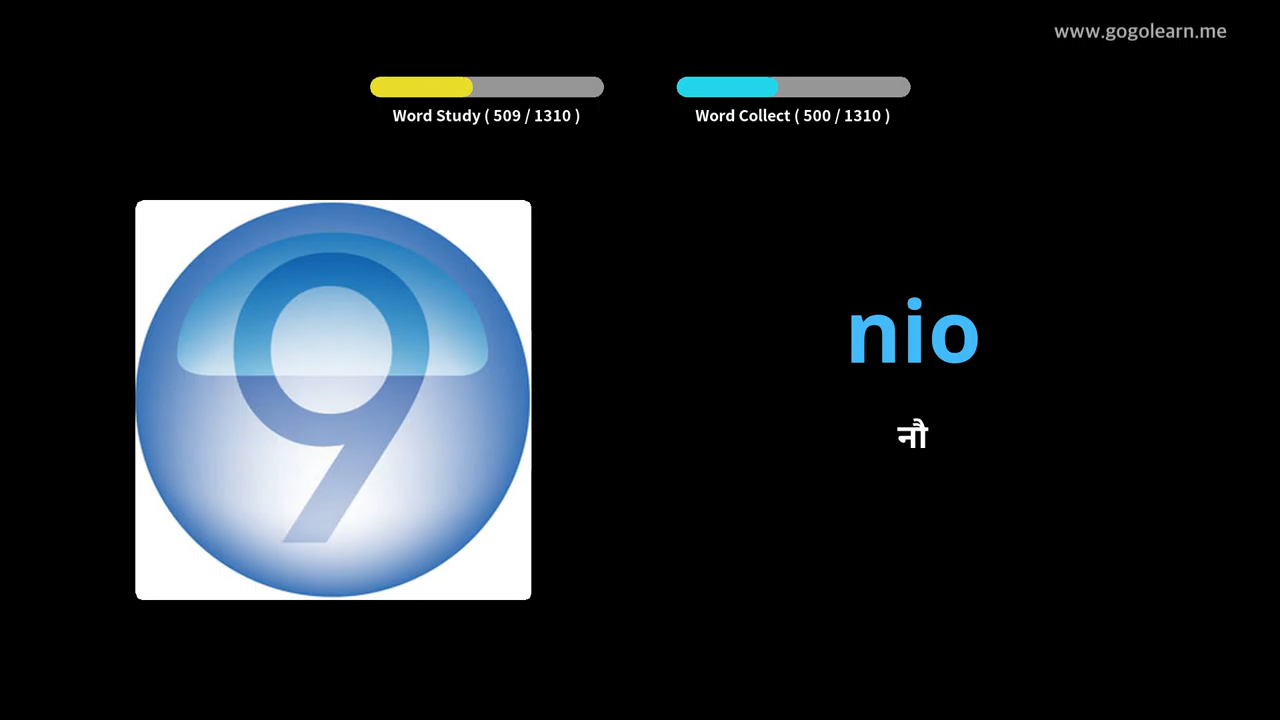 www.gogolearn.me
Word Study ( 509 / 1310 )
Word Collect ( 500 / 1310 )
9
nio
नौ